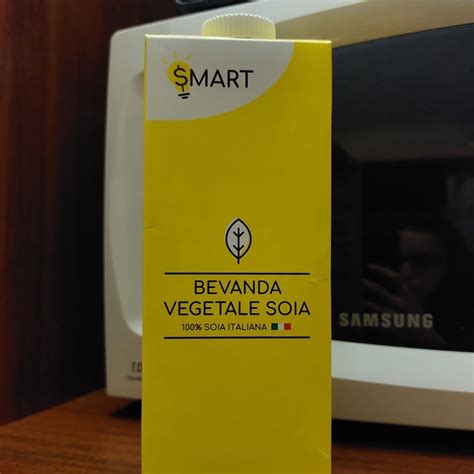 $MART
BEVANDA
VEGETALE SOIA
100% SOIA ITALIANA
SAMSUNG